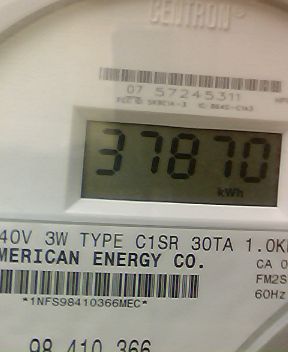 CENTRON®
07 57245311
37870
kWh
40V 3W TYPE C1SR 30TA 1.0K
MERICAN ENERGY CO.
CA 0
FM2S
60Hz
*1NFS98410366MEC*
98 410 366